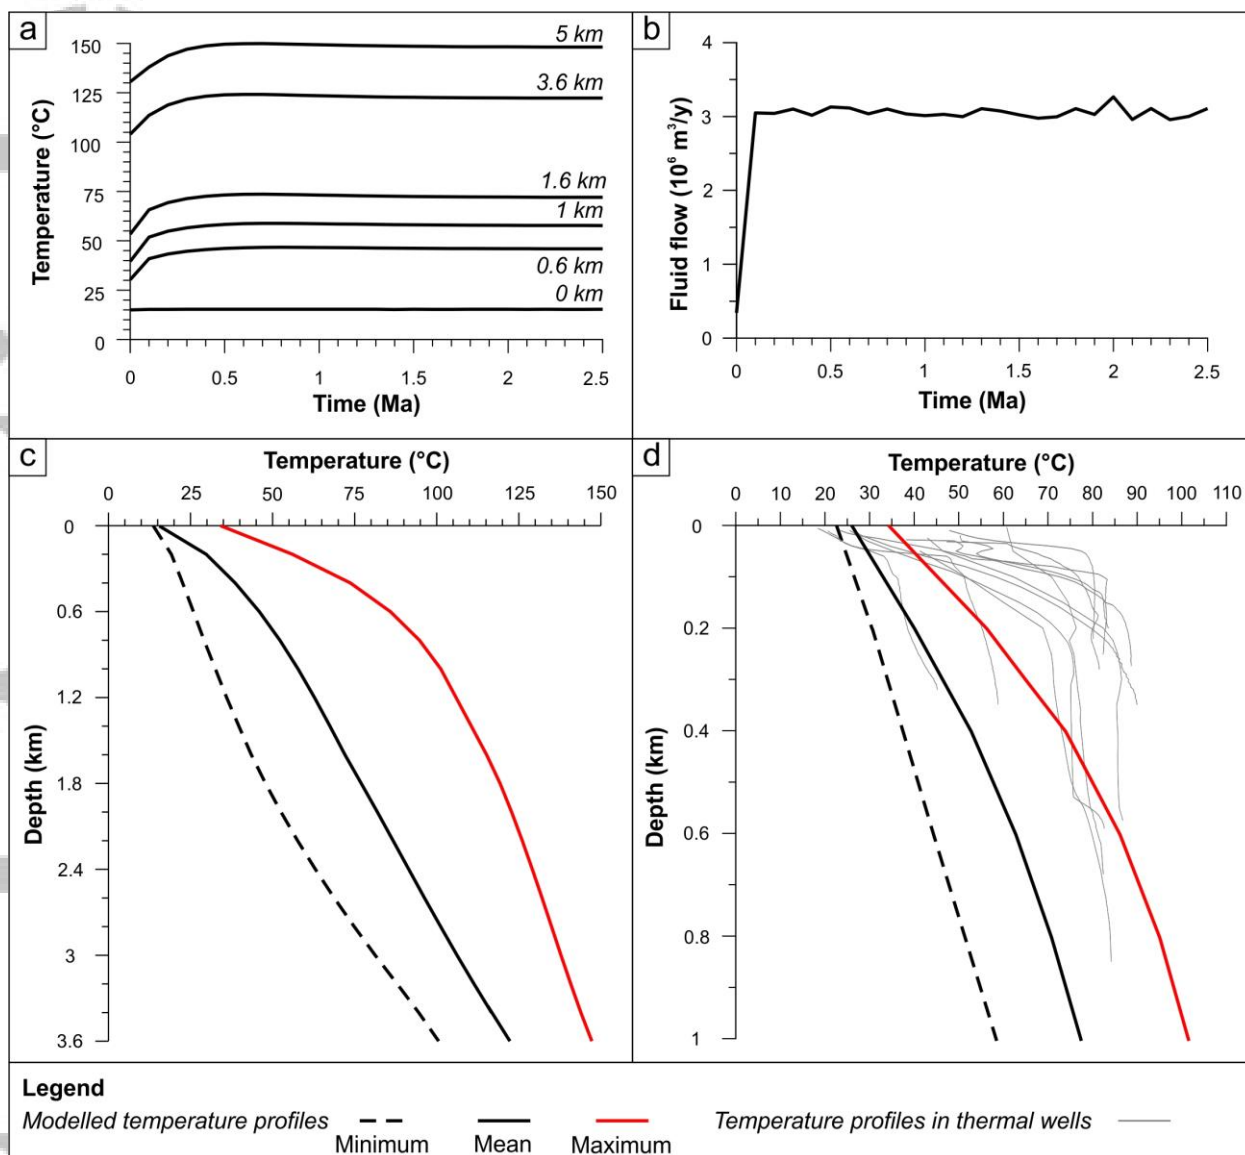 a
150
125
100
75
50
25
0
Temperature (°C)
5 km
3.6 km
1.6 km
1 km
0.6 km
0 km
0 0.5 1 1.5 2 2.5
Time (Ma)
b
4
3
2
1
0
Fluid flow (10⁶ m³/y)
0 0.5 1 1.5 2 2.5
Time (Ma)
c
Temperature (°C)
0 25 50 75 100 125 150
0
0.6
1.2
1.8
2.4
3
3.6
Depth (km)
d
Temperature (°C)
0 10 20 30 40 50 60 70 80 90 100 110
0
0.2
0.4
0.6
0.8
1
Depth (km)
Legend
Modelled temperature profiles
Minimum Mean Maximum
Temperature profiles in thermal wells